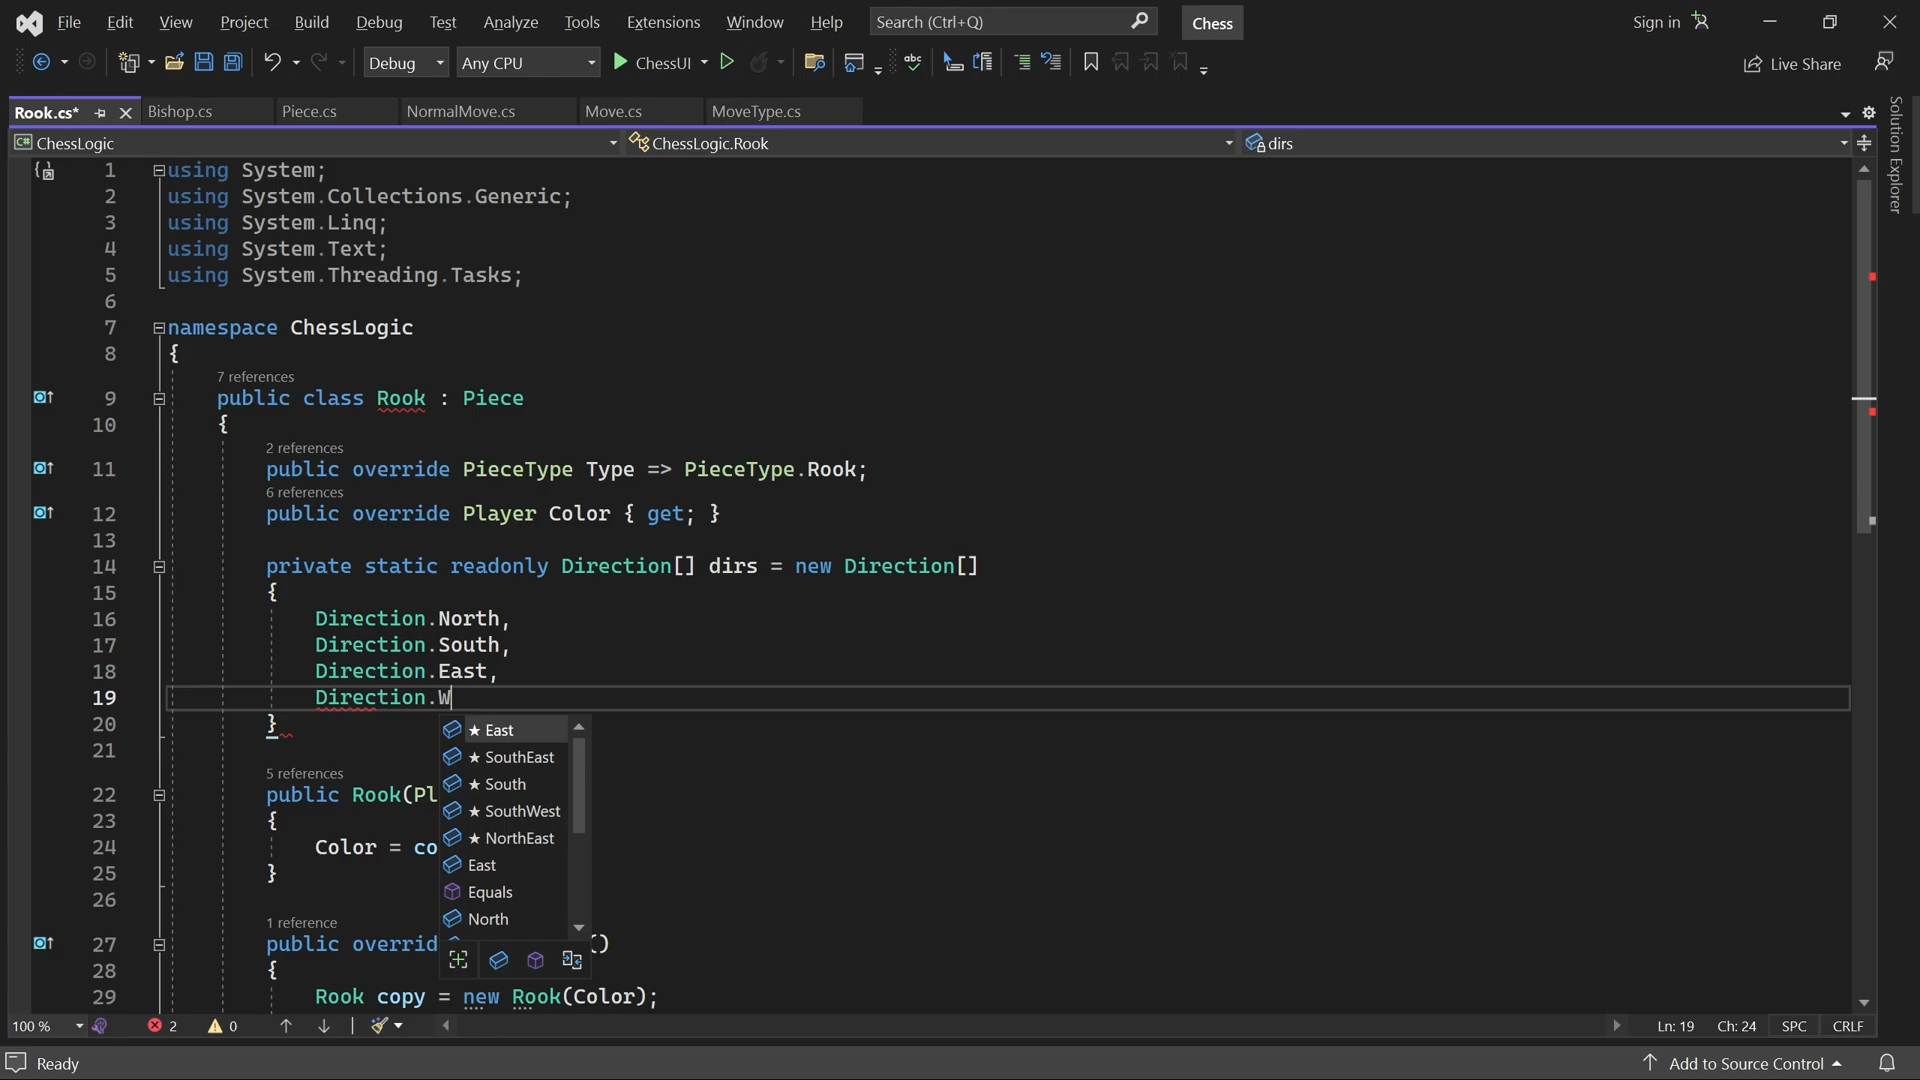 File Edit View Project Build Debug Test Analyze Tools Extensions Window Help Search (Ctrl+Q) Chess Sign in
Debug Any CPU ChessUI Live Share
Rook.cs* Bishop.cs Piece.cs NormalMove.cs Move.cs MoveType.cs
ChessLogic ChessLogic.Rook dirs
Solution Explorer
1 using System;
2 using System.Collections.Generic;
3 using System.Linq;
4 using System.Text;
5 using System.Threading.Tasks;
6
7 namespace ChessLogic
8 {
7 references
9 public class Rook : Piece
10 {
2 references
11 public override PieceType Type => PieceType.Rook;
6 references
12 public override Player Color { get; }
13
14 private static readonly Direction[] dirs = new Direction[]
15 {
16 Direction.North,
17 Direction.South,
18 Direction.East,
19 Direction.W
20 }
21
5 references
22 public Rook(Pl
23 {
24 Color = co
25 }
26
1 reference
27 public overrid ()
28 {
29 Rook copy = new Rook(Color);
★ East
★ SouthEast
★ South
★ SouthWest
★ NorthEast
East
Equals
North
100 % 2 0 Ln: 19 Ch: 24 SPC CRLF
Ready Add to Source Control